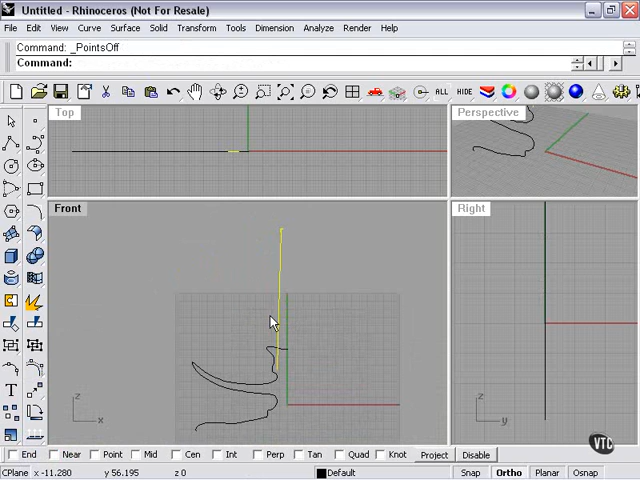 Untitled - Rhinoceros (Not For Resale)
File Edit View Curve Surface Solid Transform Tools Dimension Analyze Render Help
Command: _PointsOff
Command:
ALL HIDE
Top
Perspective
Front
Right
T
z
x
z
y
VTC
End Near Point Mid Cen Int Perp Tan Quad Knot Project Disable
CPlane x -11.280 y 56.195 z 0 Default Snap Ortho Planar Osnap